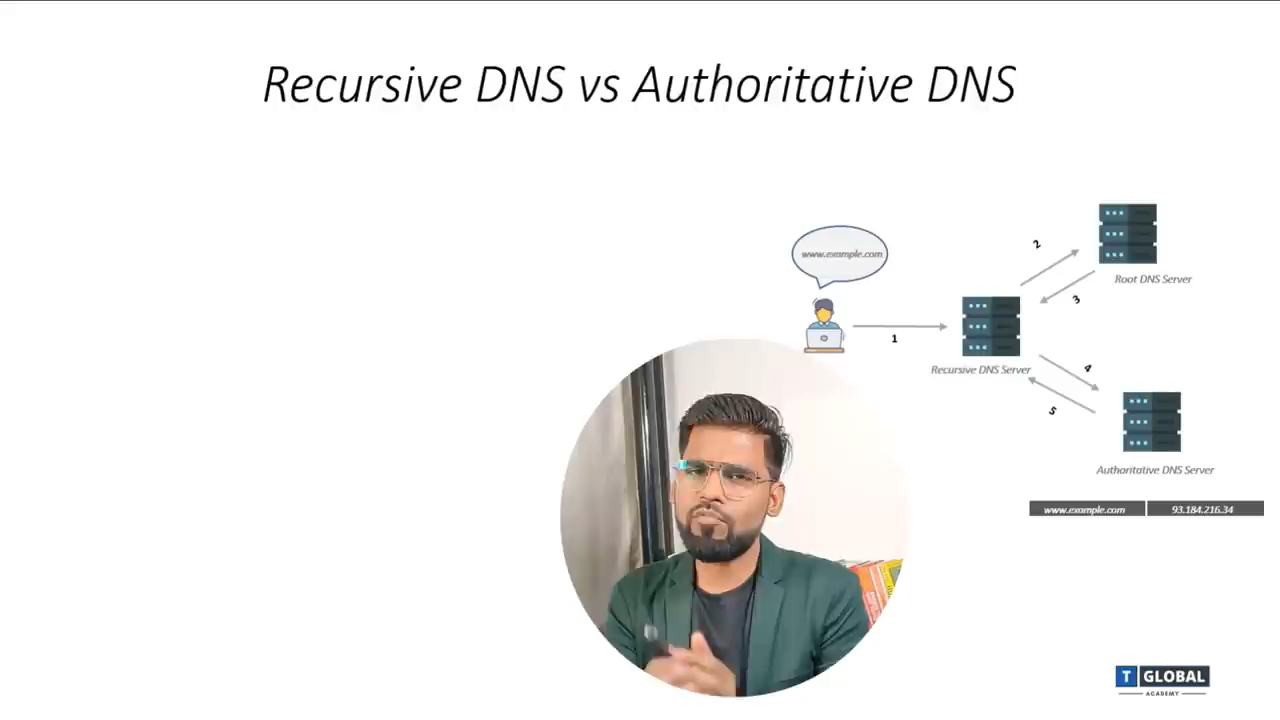 Recursive DNS vs Authoritative DNS
www.example.com
1
2
3
Root DNS Server
Recursive DNS Server
4
5
Authoritative DNS Server
www.example.com 93.184.216.34
T GLOBAL
ACADEMY